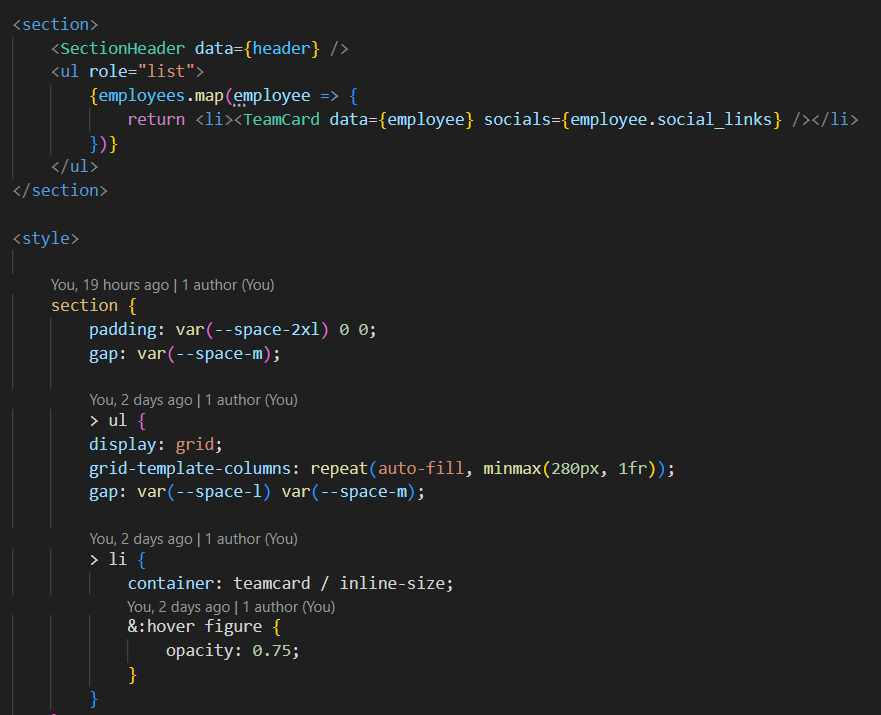 <section>
<SectionHeader data={header} />
<ul role="list">
{employees.map(employee => {
return <li><TeamCard data={employee} socials={employee.social_links} /></li>
})}
</ul>
</section>
<style>
You, 19 hours ago | 1 author (You)
section {
padding: var(--space-2xl) 0 0;
gap: var(--space-m);
You, 2 days ago | 1 author (You)
> ul {
display: grid;
grid-template-columns: repeat(auto-fill, minmax(280px, 1fr));
gap: var(--space-l) var(--space-m);
You, 2 days ago | 1 author (You)
> li {
container: teamcard / inline-size;
You, 2 days ago | 1 author (You)
&:hover figure {
opacity: 0.75;
}
}